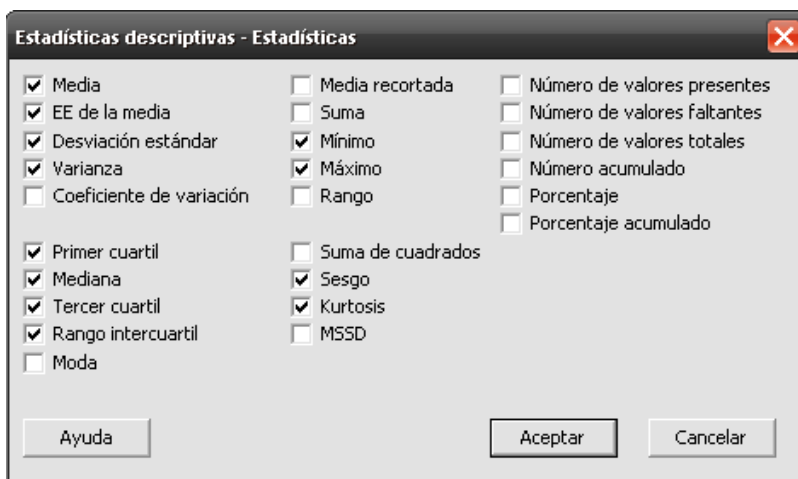 Estadísticas descriptivas - Estadísticas
Media
EE de la media
Desviación estándar
Varianza
Coeficiente de variación
Primer cuartil
Mediana
Tercer cuartil
Rango intercuartil
Moda
Media recortada
Suma
Mínimo
Máximo
Rango
Suma de cuadrados
Sesgo
Kurtosis
MSSD
Número de valores presentes
Número de valores faltantes
Número de valores totales
Número acumulado
Porcentaje
Porcentaje acumulado
Ayuda
Aceptar
Cancelar